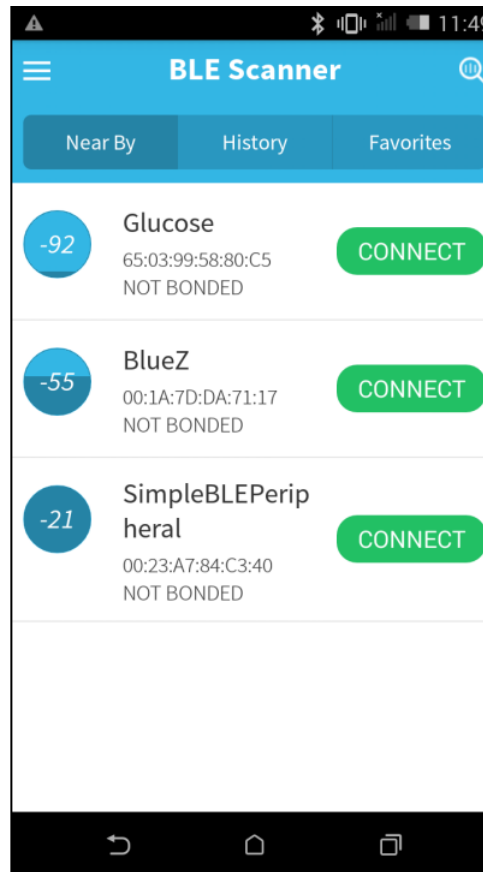 11:49
BLE Scanner
Near By
History
Favorites
-92
Glucose
65:03:99:58:80:C5
NOT BONDED
CONNECT
-55
BlueZ
00:1A:7D:DA:71:17
NOT BONDED
CONNECT
-21
SimpleBLEPerip
heral
00:23:A7:84:C3:40
NOT BONDED
CONNECT